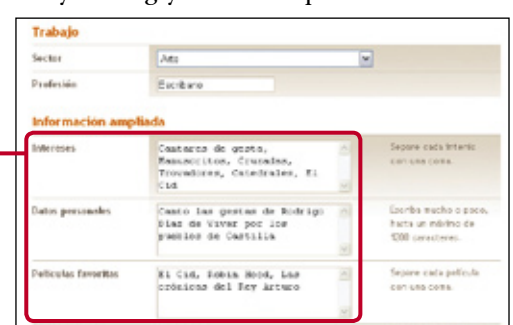 Trabajo
Sector Arts
Profesión Escribano
Información ampliada
Intereses Cantares de gesta, Separe cada interés
Manuscritos, Cruzadas, con una coma.
Trovadores, Catedrales, El
Cid
Datos personales Canto las gestas de Rodrigo Escriba mucho o poco,
Díaz de Vivar por los hasta un máximo de
pueblos de Castilla 1200 caracteres.
Películas favoritas El Cid, Robin Hood, Las Separe cada película
crónicas del Rey Arturo con una coma.